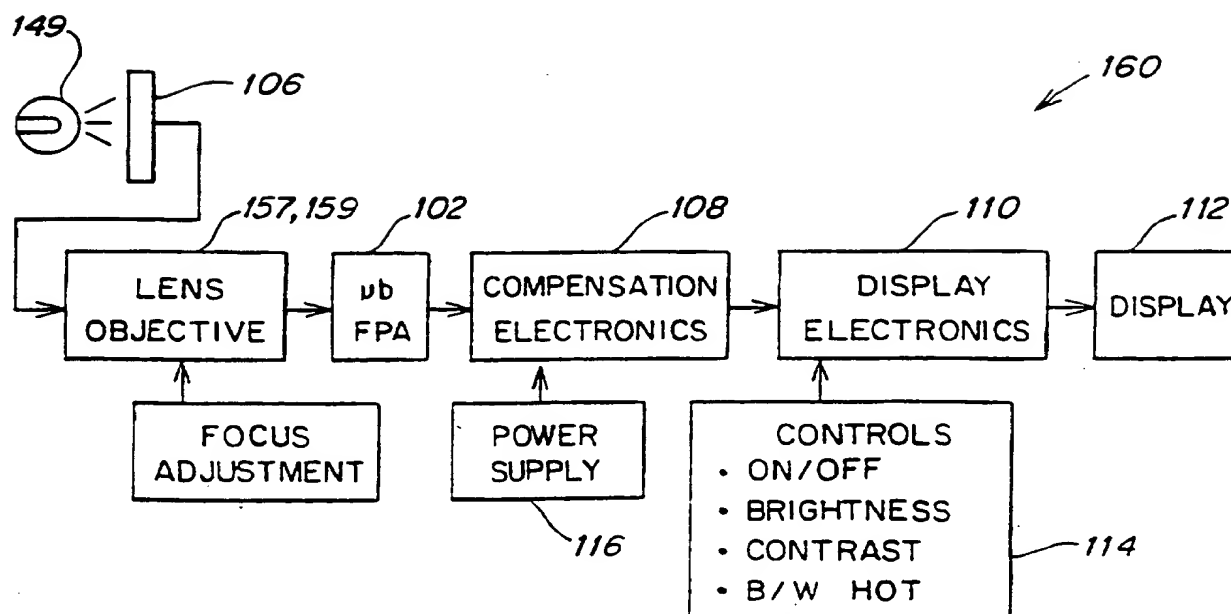 149
106
160
157, 159
102
108
110
112
LENS
OBJECTIVE
µb
FPA
COMPENSATION
ELECTRONICS
DISPLAY
ELECTRONICS
DISPLAY
FOCUS
ADJUSTMENT
POWER
SUPPLY
116
CONTROLS
• ON/OFF
• BRIGHTNESS
• CONTRAST
• B/W HOT
114